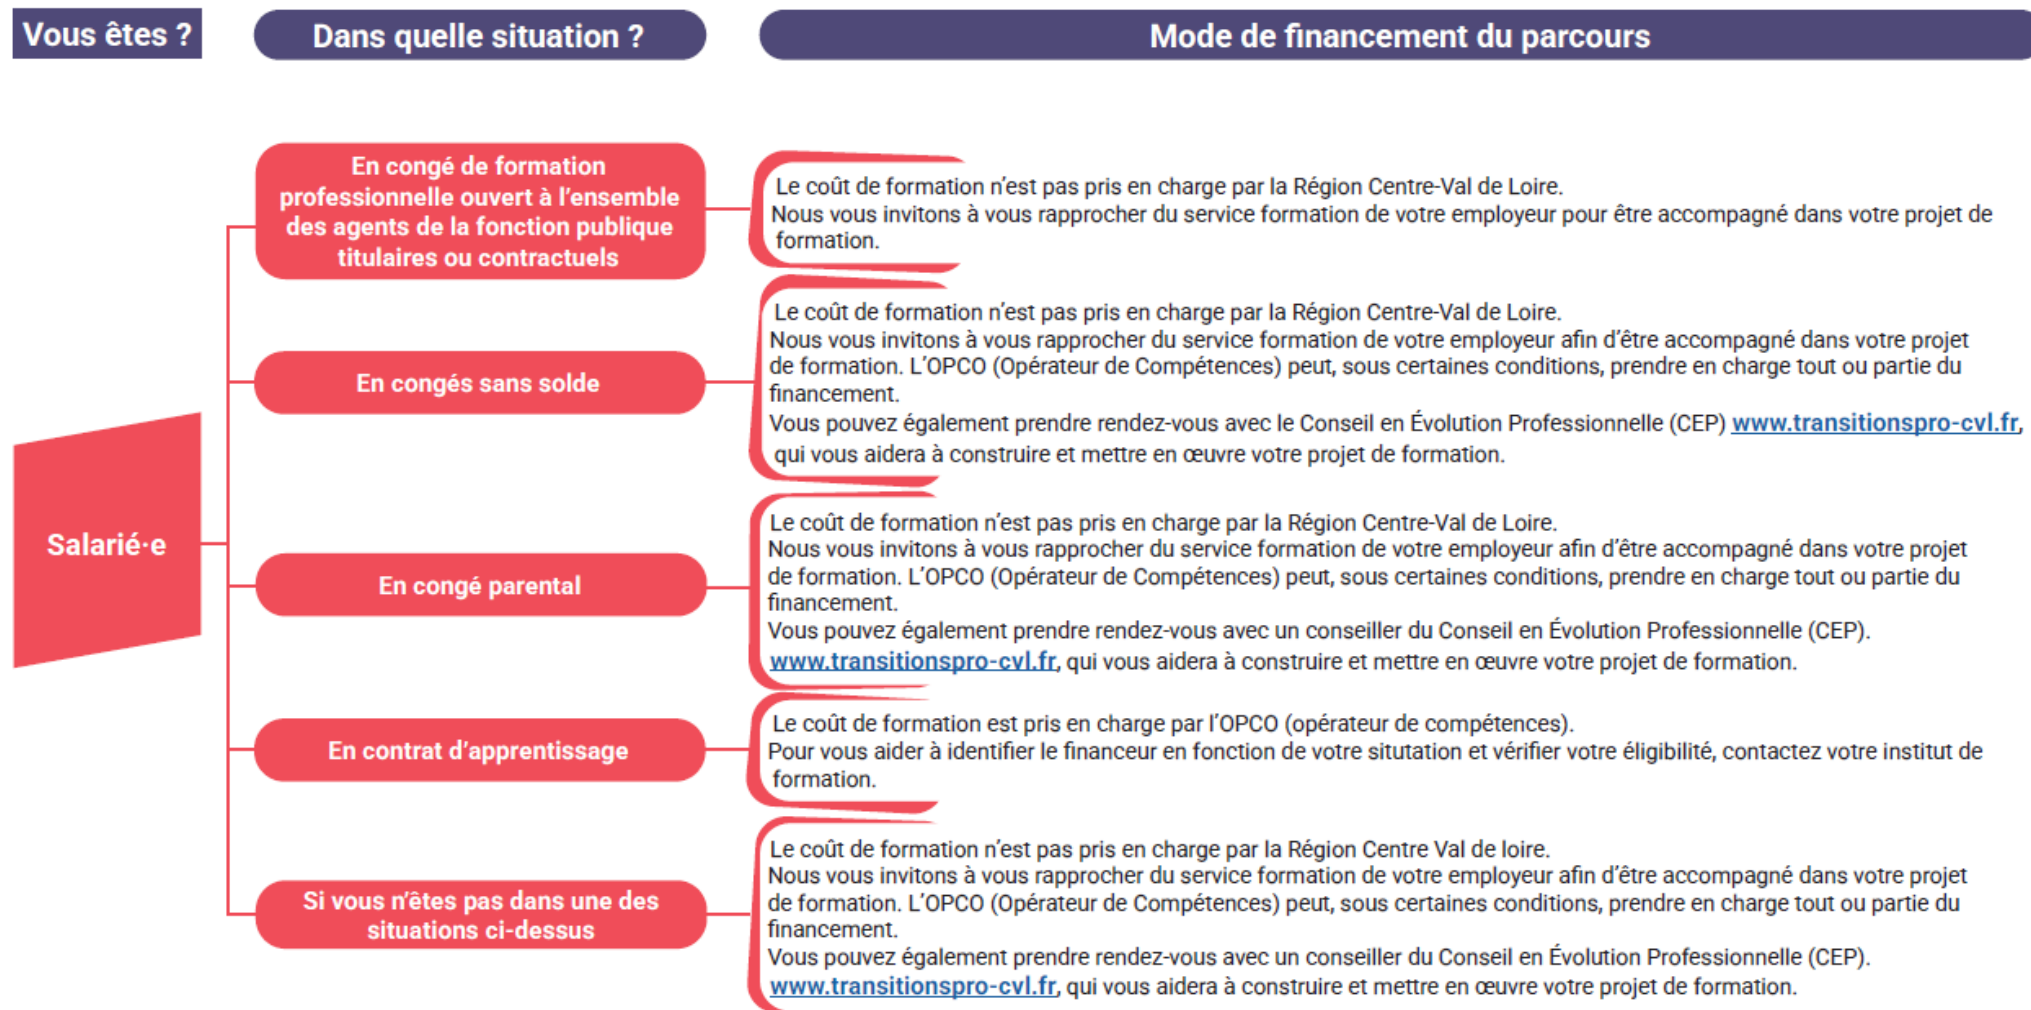 Vous êtes ?
Dans quelle situation ?
Mode de financement du parcours
Salarié·e
En congé de formation
professionnelle ouvert à l'ensemble
des agents de la fonction publique
titulaires ou contractuels
Le coût de formation n'est pas pris en charge par la Région Centre-Val de Loire.
Nous vous invitons à vous rapprocher du service formation de votre employeur pour être accompagné dans votre projet de
formation.
En congés sans solde
Le coût de formation n'est pas pris en charge par la Région Centre-Val de Loire.
Nous vous invitons à vous rapprocher du service formation de votre employeur afin d'être accompagné dans votre projet
de formation. L'OPCO (Opérateur de Compétences) peut, sous certaines conditions, prendre en charge tout ou partie du
financement.
Vous pouvez également prendre rendez-vous avec le Conseil en Évolution Professionnelle (CEP) www.transitionspro-cvl.fr,
qui vous aidera à construire et mettre en œuvre votre projet de formation.
En congé parental
Le coût de formation n'est pas pris en charge par la Région Centre-Val de Loire.
Nous vous invitons à vous rapprocher du service formation de votre employeur afin d'être accompagné dans votre projet
de formation. L'OPCO (Opérateur de Compétences) peut, sous certaines conditions, prendre en charge tout ou partie du
financement.
Vous pouvez également prendre rendez-vous avec un conseiller du Conseil en Évolution Professionnelle (CEP).
www.transitionspro-cvl.fr, qui vous aidera à construire et mettre en œuvre votre projet de formation.
En contrat d'apprentissage
Le coût de formation est pris en charge par l'OPCO (opérateur de compétences).
Pour vous aider à identifier le financeur en fonction de votre situtation et vérifier votre éligibilité, contactez votre institut de
formation.
Si vous n'êtes pas dans une des
situations ci-dessus
Le coût de formation n'est pas pris en charge par la Région Centre Val de loire.
Nous vous invitons à vous rapprocher du service formation de votre employeur afin d'être accompagné dans votre projet
de formation. L'OPCO (Opérateur de Compétences) peut, sous certaines conditions, prendre en charge tout ou partie du
financement.
Vous pouvez également prendre rendez-vous avec un conseiller du Conseil en Évolution Professionnelle (CEP).
www.transitionspro-cvl.fr, qui vous aidera à construire et mettre en œuvre votre projet de formation.